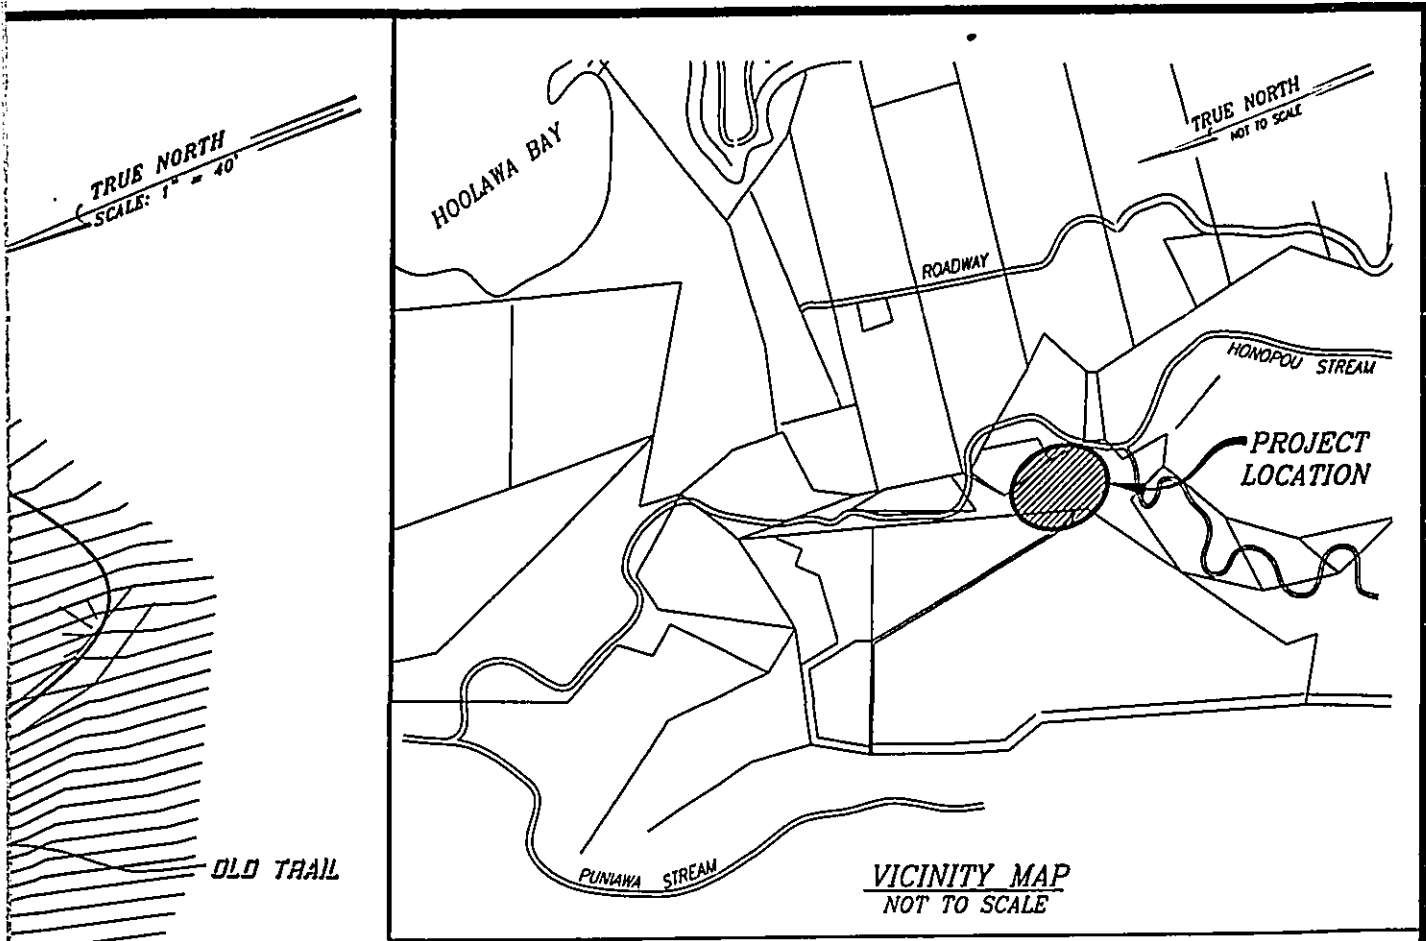 TRUE NORTH
SCALE: 1" = 40'
OLD TRAIL
HOOLAWA BAY
TRUE NORTH
NOT TO SCALE
ROADWAY
HONOPOU STREAM
PROJECT
LOCATION
PUNIAWA STREAM
VICINITY MAP
NOT TO SCALE